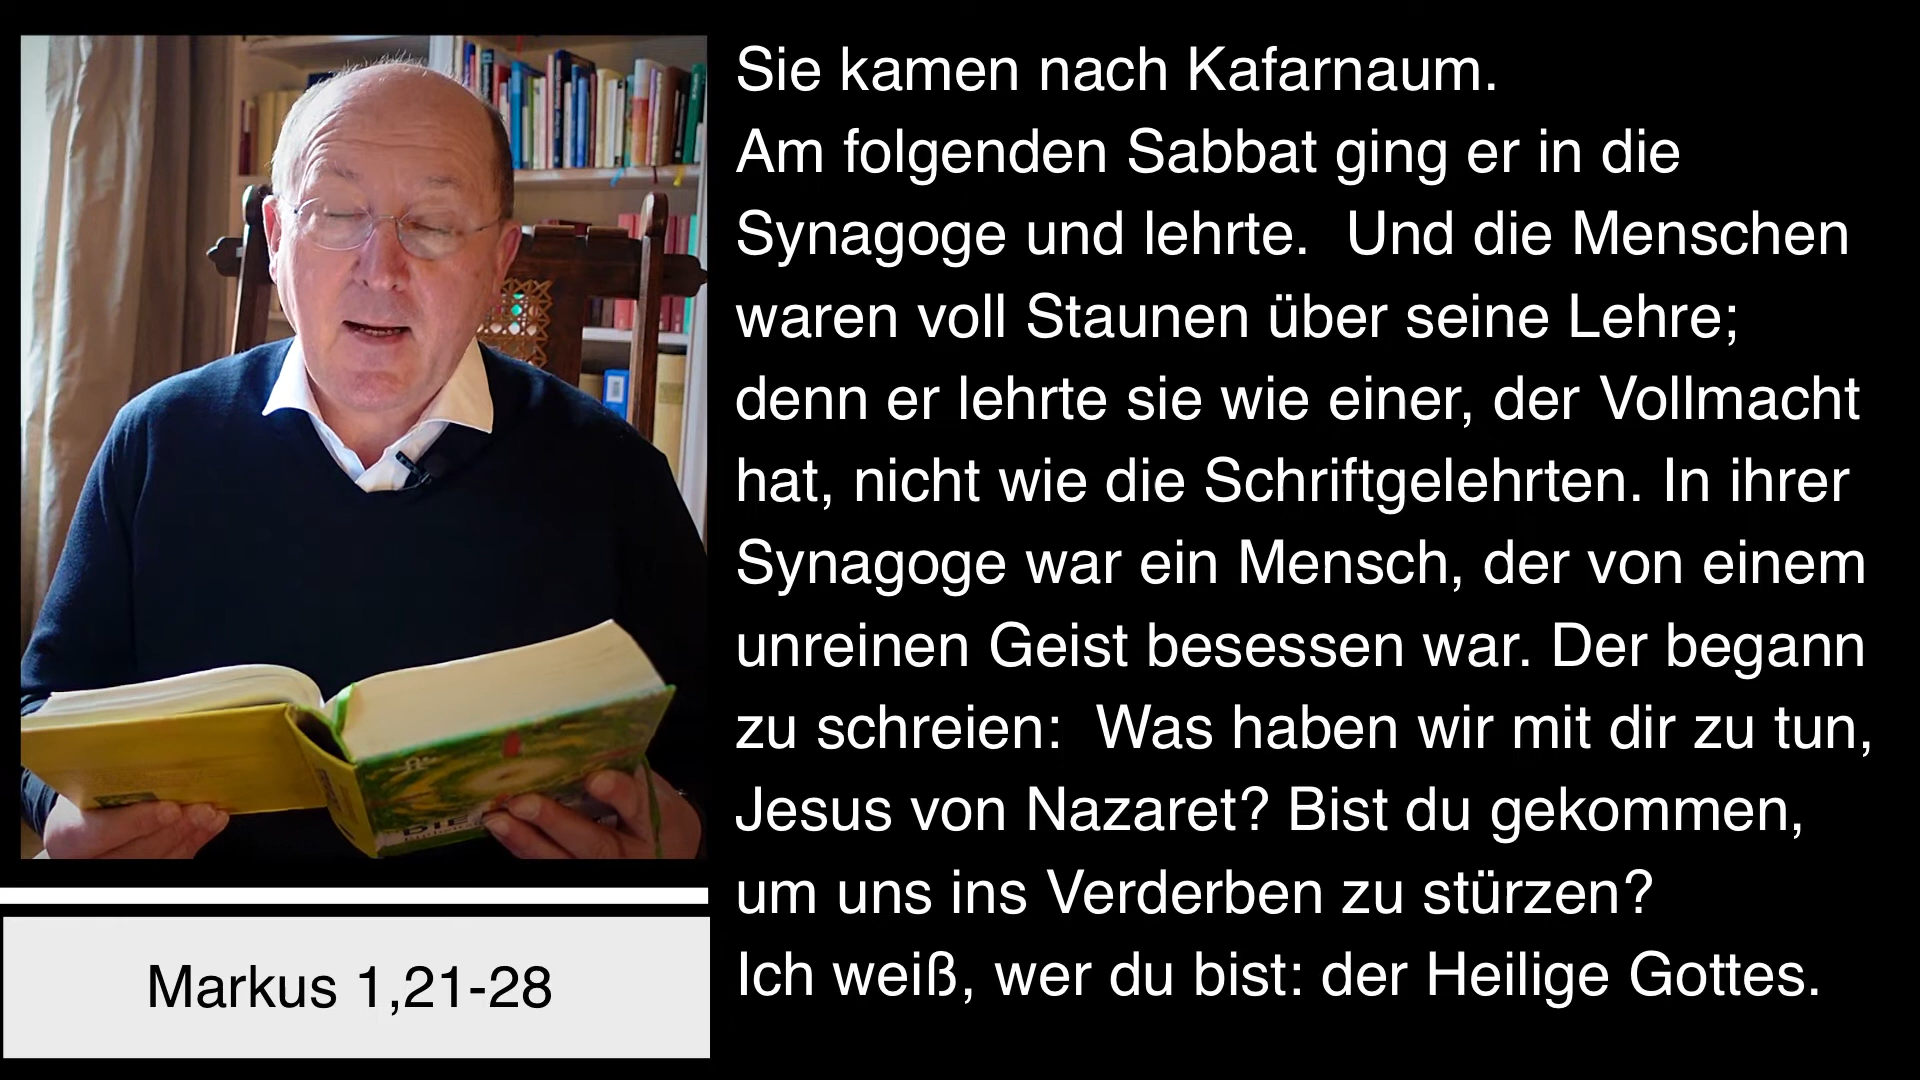 Sie kamen nach Kafarnaum.
Am folgenden Sabbat ging er in die
Synagoge und lehrte.  Und die Menschen
waren voll Staunen über seine Lehre;
denn er lehrte sie wie einer, der Vollmacht
hat, nicht wie die Schriftgelehrten. In ihrer
Synagoge war ein Mensch, der von einem
unreinen Geist besessen war. Der begann
zu schreien:  Was haben wir mit dir zu tun,
Jesus von Nazaret? Bist du gekommen,
um uns ins Verderben zu stürzen?
Ich weiß, wer du bist: der Heilige Gottes.
DIE
Markus 1,21-28